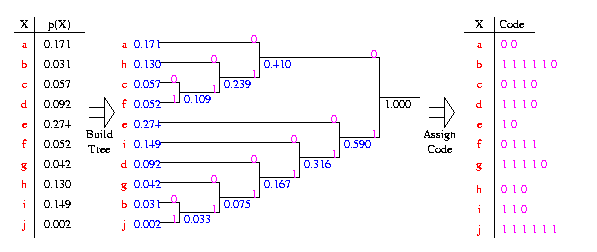 X p(X)
a 0.171
b 0.031
c 0.057
d 0.092
e 0.274
f 0.052
g 0.042
h 0.130
i 0.149
j 0.002
Build
Tree
a 0.171
h 0.130
c 0.057
f 0.052
e 0.274
i 0.149
d 0.092
g 0.042
b 0.031
j 0.002
0
0
0
1
1
1
0.109
0.239
0.410
0
0
0
0
0
0
1
1
1
1
1
1
0.033
0.075
0.167
0.316
0.590
1.000
Assign
Code
X Code
a 0 0
b 1 1 1 1 1 0
c 0 1 1 0
d 1 1 1 0
e 1 0
f 0 1 1 1
g 1 1 1 1 0
h 0 1 0
i 1 1 0
j 1 1 1 1 1 1